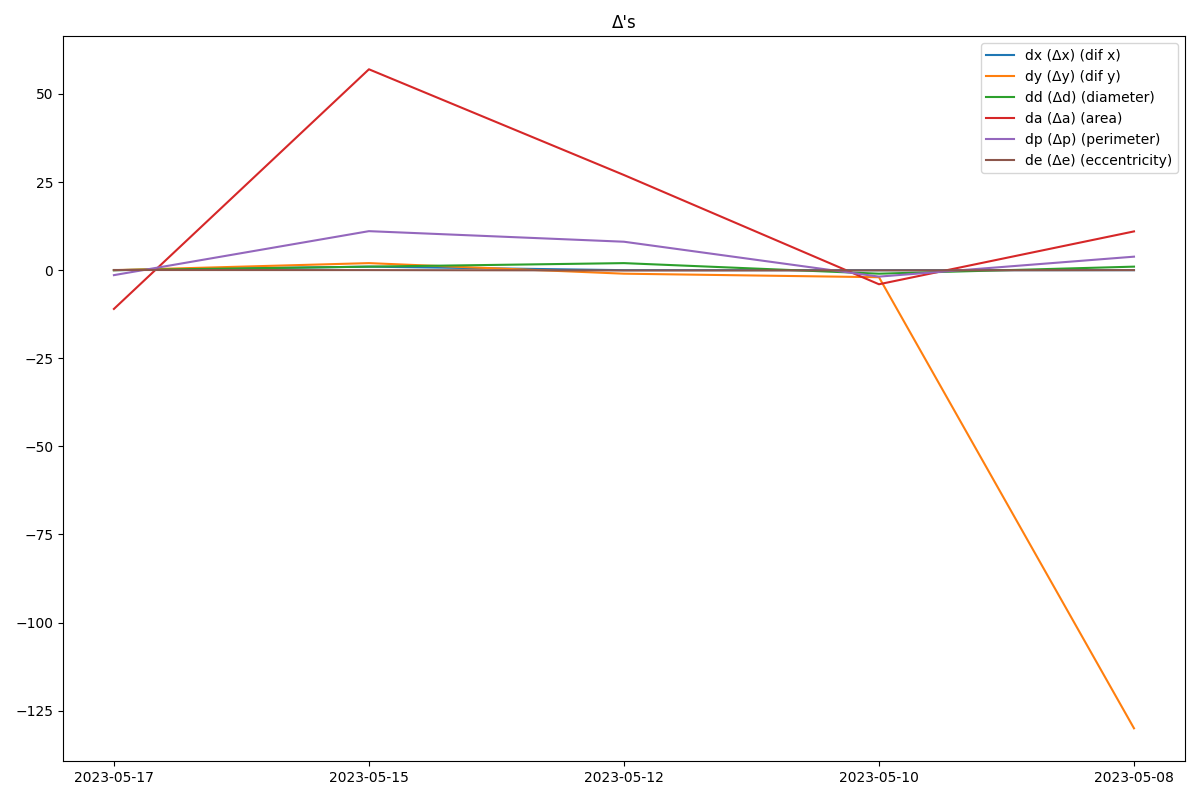 Δ's
dx (Δx) (dif x)
dy (Δy) (dif y)
dd (Δd) (diameter)
da (Δa) (area)
dp (Δp) (perimeter)
de (Δe) (eccentricity)
50
25
0
−25
−50
−75
−100
−125
2023-05-17 2023-05-15 2023-05-12 2023-05-10 2023-05-08